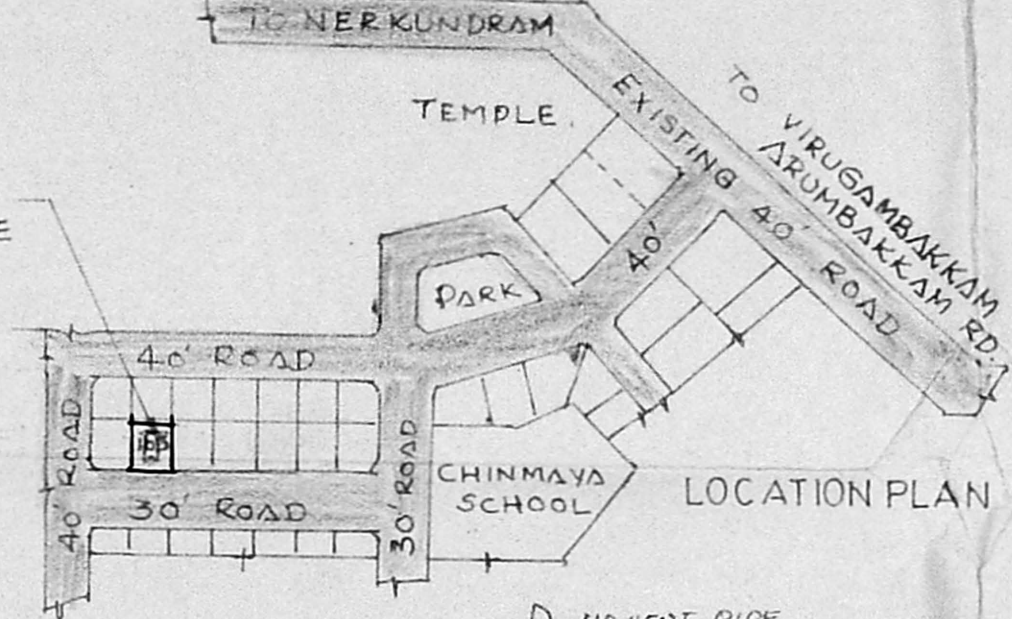 TO NERKUNDRAM
TEMPLE.
EXISTING 40' ROAD
TO VIRUGAMBAKKAM
ARUMBAKKAM RD.
40'
PARK
40' ROAD
40' ROAD
30' ROAD
30' ROAD
CHINMAYA
SCHOOL
LOCATION PLAN